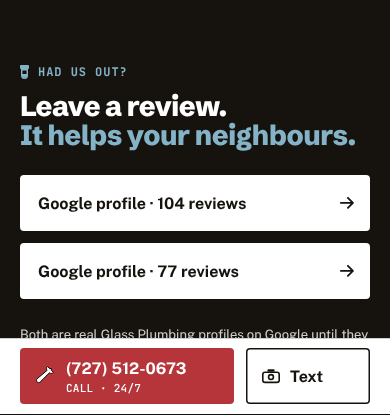 HAD US OUT?
Leave a review.
It helps your neighbours.
Google profile · 104 reviews
Google profile · 77 reviews
Both are real Glass Plumbing profiles on Google until they
(727) 512-0673
CALL · 24/7
Text